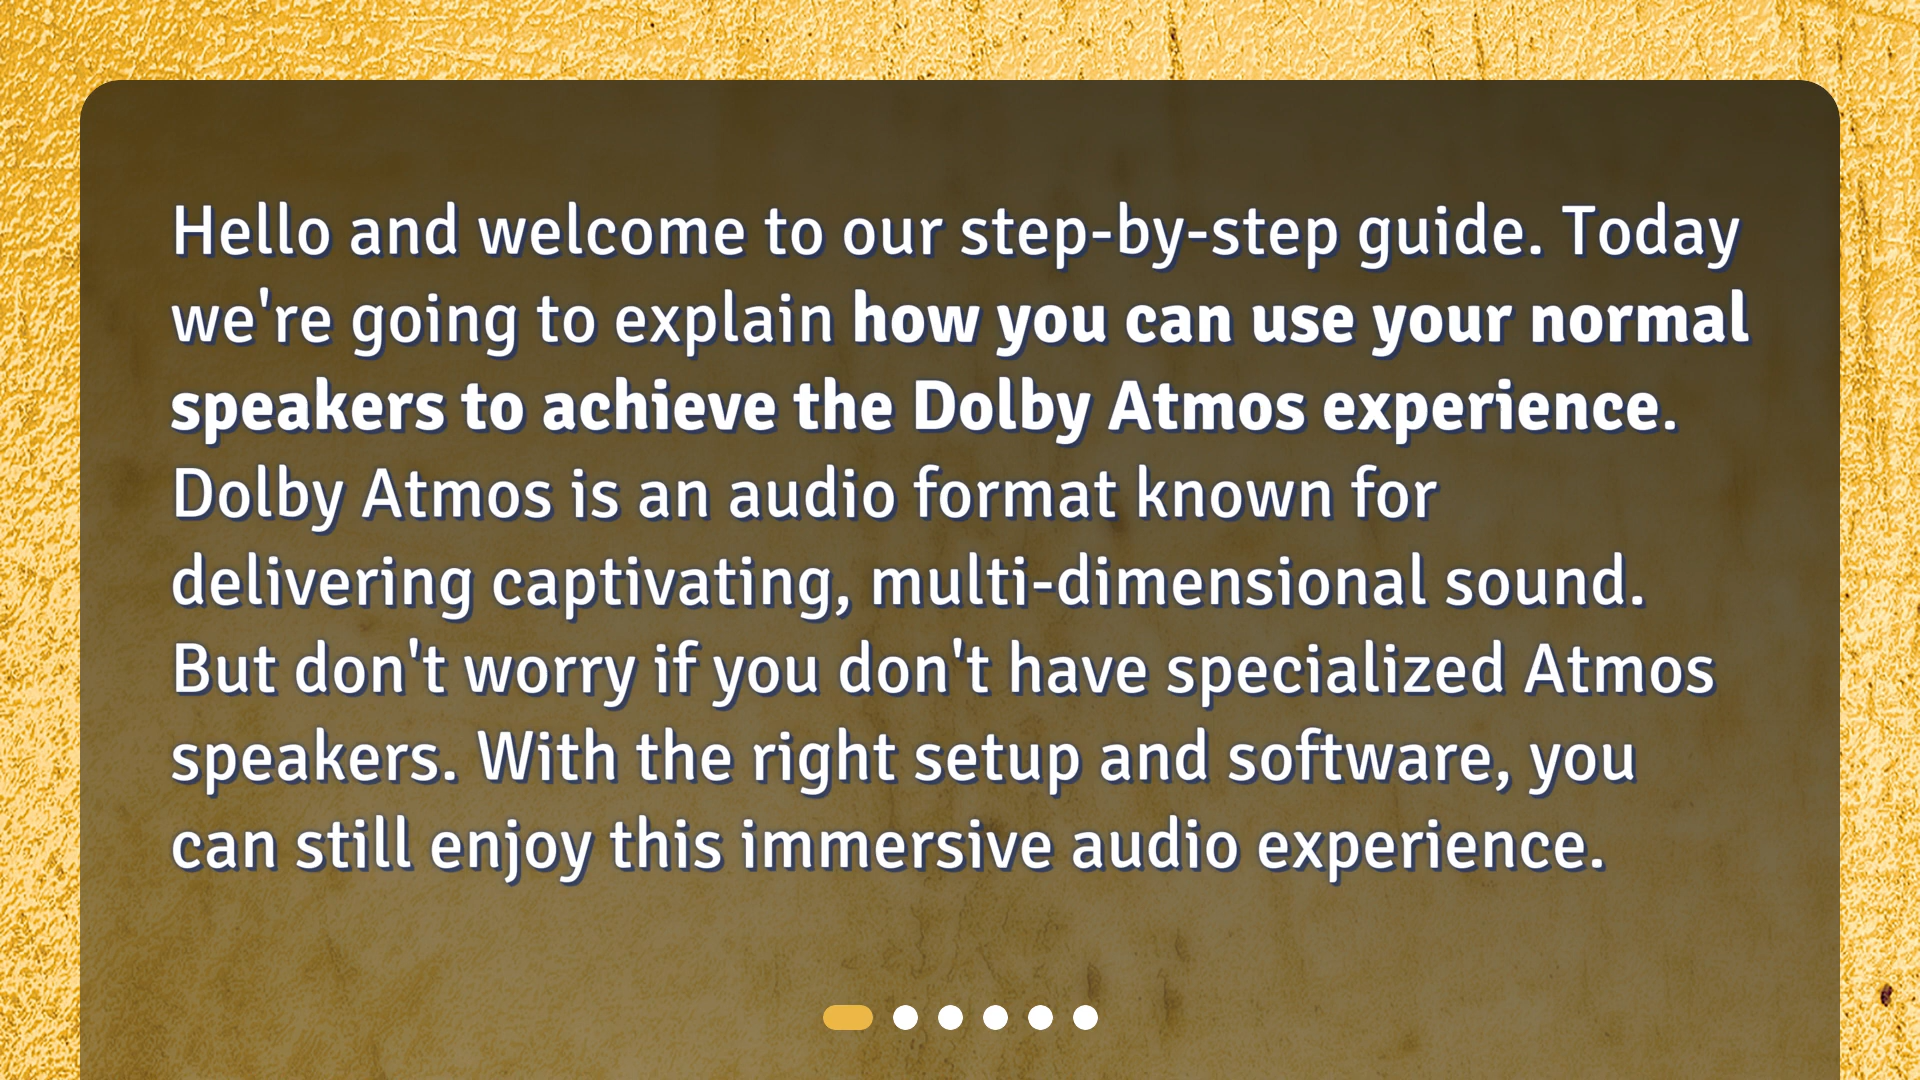 Hello and welcome to our step-by-step guide. Today
we're going to explain how you can use your normal
speakers to achieve the Dolby Atmos experience.
Dolby Atmos is an audio format known for
delivering captivating, multi-dimensional sound.
But don't worry if you don't have specialized Atmos
speakers. With the right setup and software, you
can still enjoy this immersive audio experience.